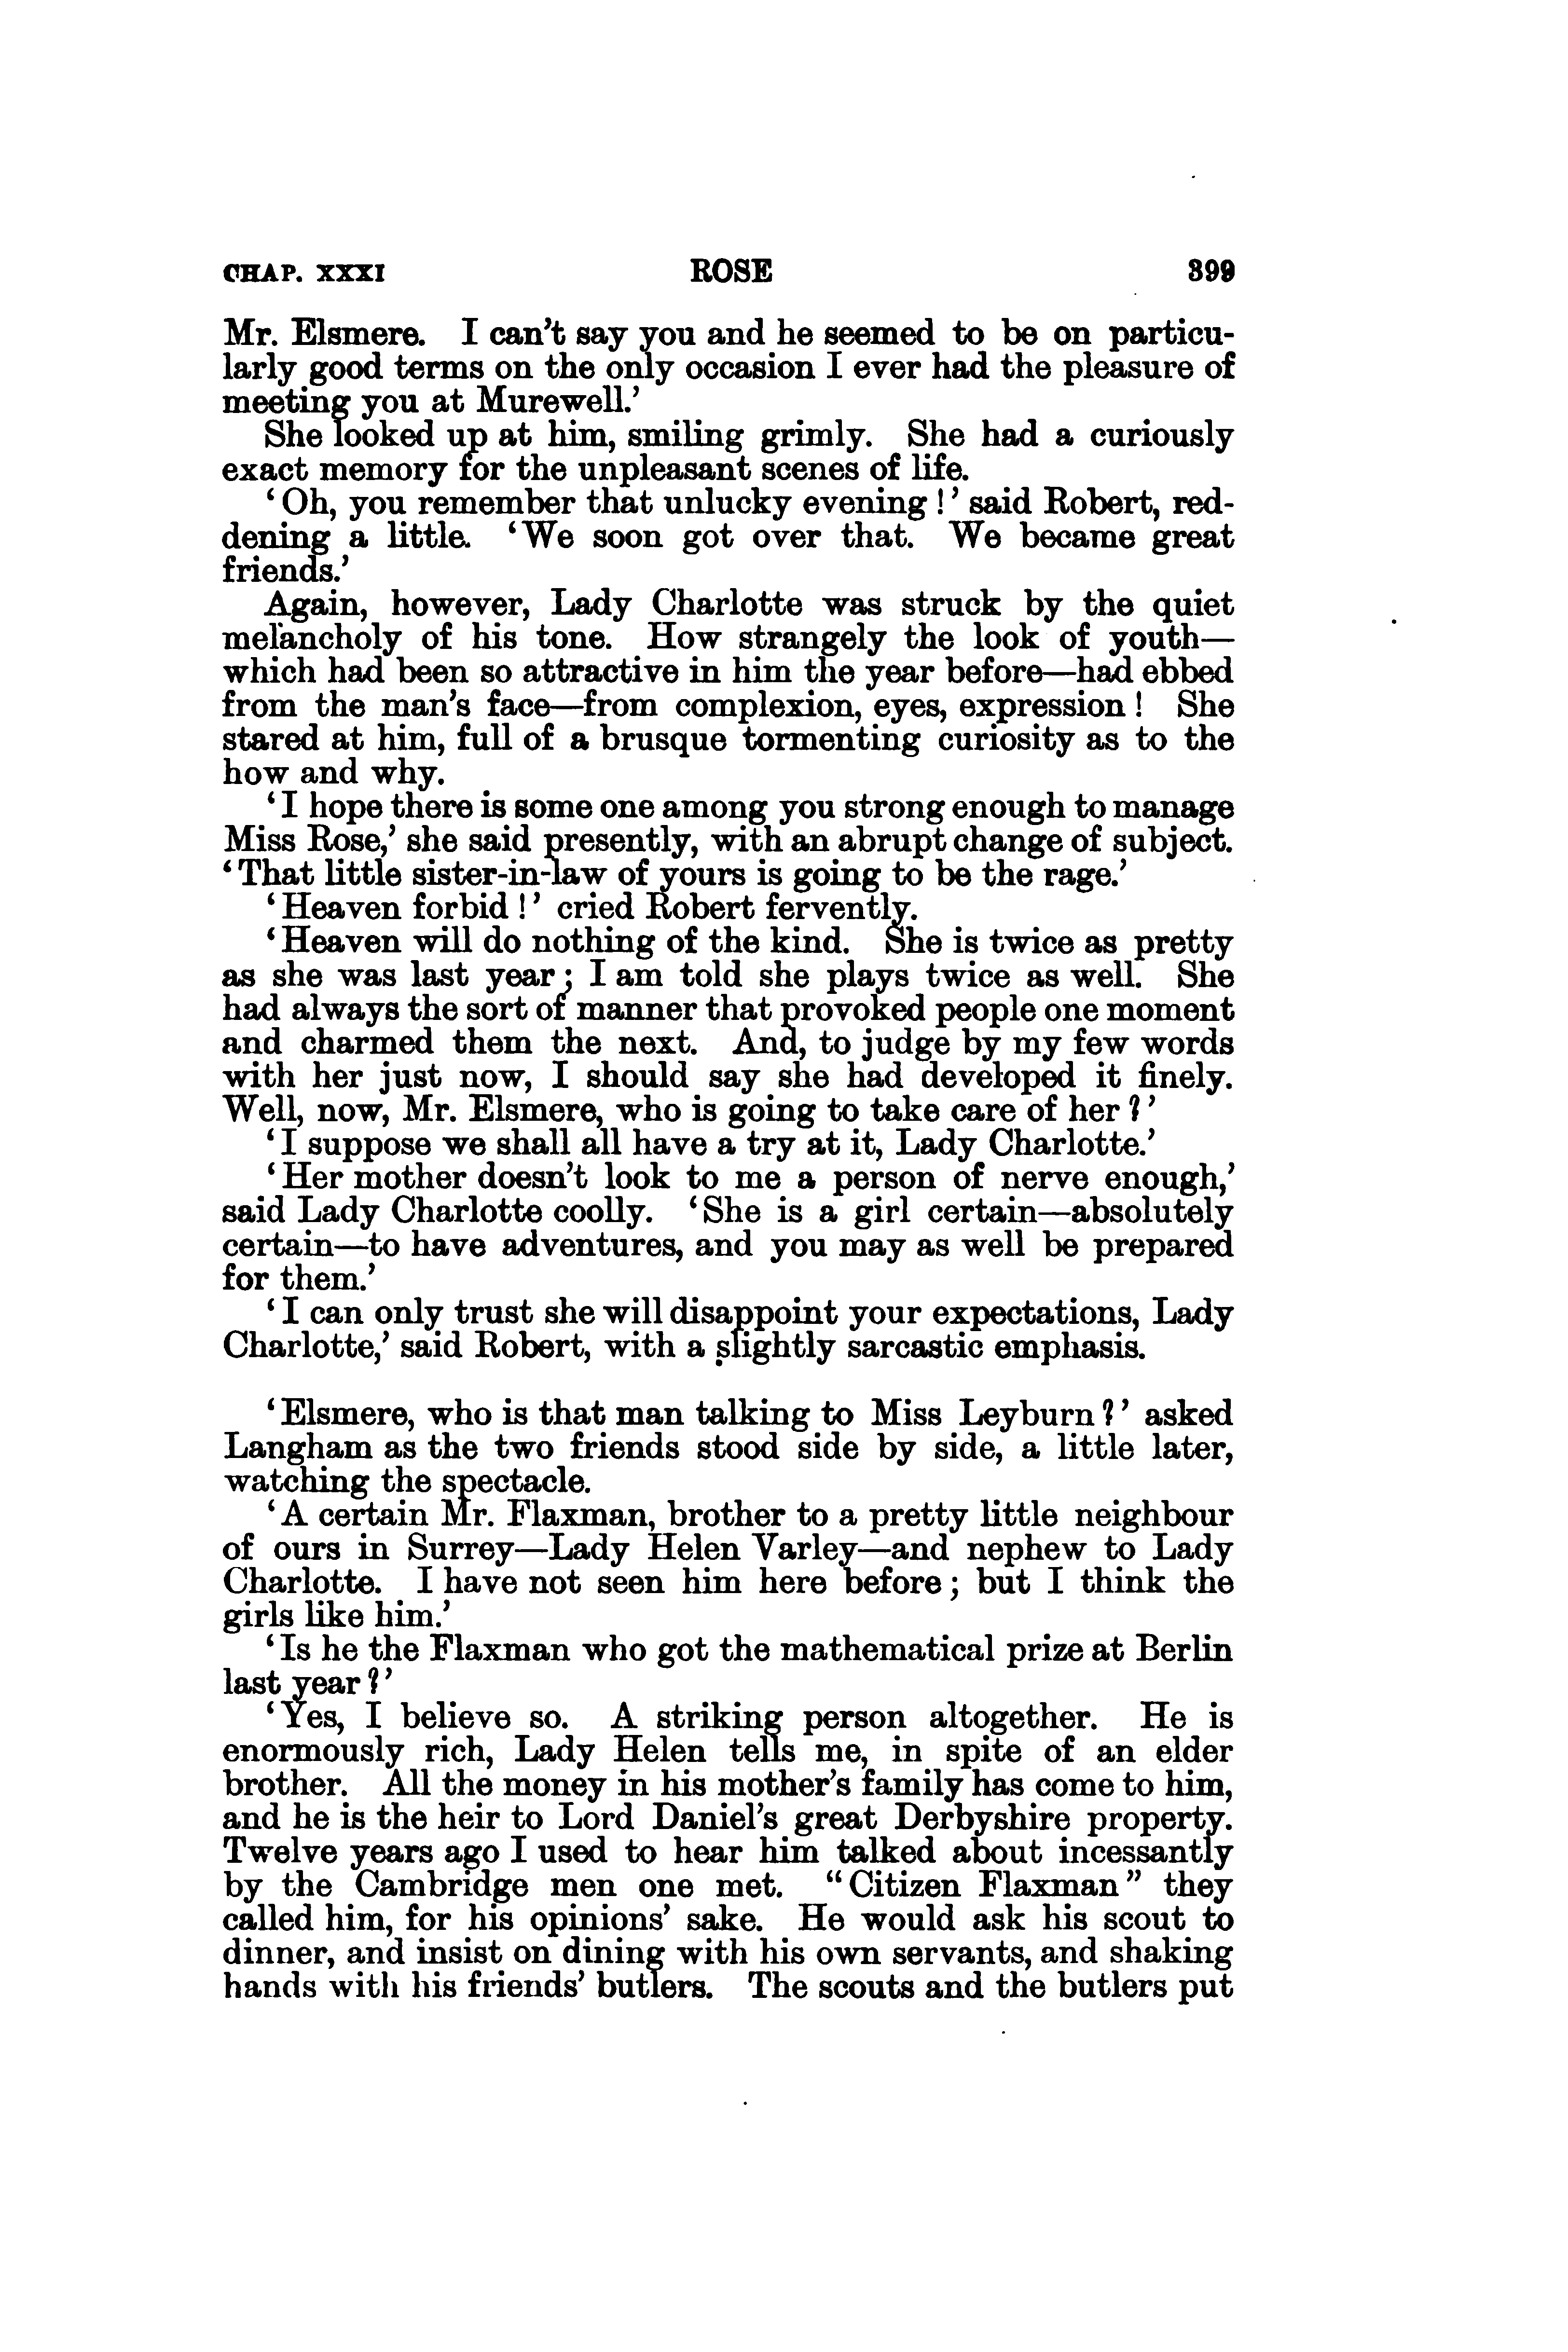 CHAP. XXXI ROSE 399
Mr. Elsmere. I can't say you and he seemed to be on particu-
larly good terms on the only occasion I ever had the pleasure of
meeting you at Murewell.'
She looked up at him, smiling grimly. She had a curiously
exact memory for the unpleasant scenes of life.
'Oh, you remember that unlucky evening!' said Robert, red-
dening a little. 'We soon got over that. We became great
friends.'
Again, however, Lady Charlotte was struck by the quiet
melancholy of his tone. How strangely the look of youth—
which had been so attractive in him the year before—had ebbed
from the man's face—from complexion, eyes, expression! She
stared at him, full of a brusque tormenting curiosity as to the
how and why.
'I hope there is some one among you strong enough to manage
Miss Rose,' she said presently, with an abrupt change of subject.
'That little sister-in-law of yours is going to be the rage.'
'Heaven forbid!' cried Robert fervently.
'Heaven will do nothing of the kind. She is twice as pretty
as she was last year; I am told she plays twice as well. She
had always the sort of manner that provoked people one moment
and charmed them the next. And, to judge by my few words
with her just now, I should say she had developed it finely.
Well, now, Mr. Elsmere, who is going to take care of her?'
'I suppose we shall all have a try at it, Lady Charlotte.'
'Her mother doesn't look to me a person of nerve enough,'
said Lady Charlotte coolly. 'She is a girl certain—absolutely
certain—to have adventures, and you may as well be prepared
for them.'
'I can only trust she will disappoint your expectations, Lady
Charlotte,' said Robert, with a slightly sarcastic emphasis.
'Elsmere, who is that man talking to Miss Leyburn?' asked
Langham as the two friends stood side by side, a little later,
watching the spectacle.
'A certain Mr. Flaxman, brother to a pretty little neighbour
of ours in Surrey—Lady Helen Varley—and nephew to Lady
Charlotte. I have not seen him here before; but I think the
girls like him.'
'Is he the Flaxman who got the mathematical prize at Berlin
last year?'
'Yes, I believe so. A striking person altogether. He is
enormously rich, Lady Helen tells me, in spite of an elder
brother. All the money in his mother's family has come to him,
and he is the heir to Lord Daniel's great Derbyshire property.
Twelve years ago I used to hear him talked about incessantly
by the Cambridge men one met. "Citizen Flaxman" they
called him, for his opinions' sake. He would ask his scout to
dinner, and insist on dining with his own servants, and shaking
hands with his friends' butlers. The scouts and the butlers put